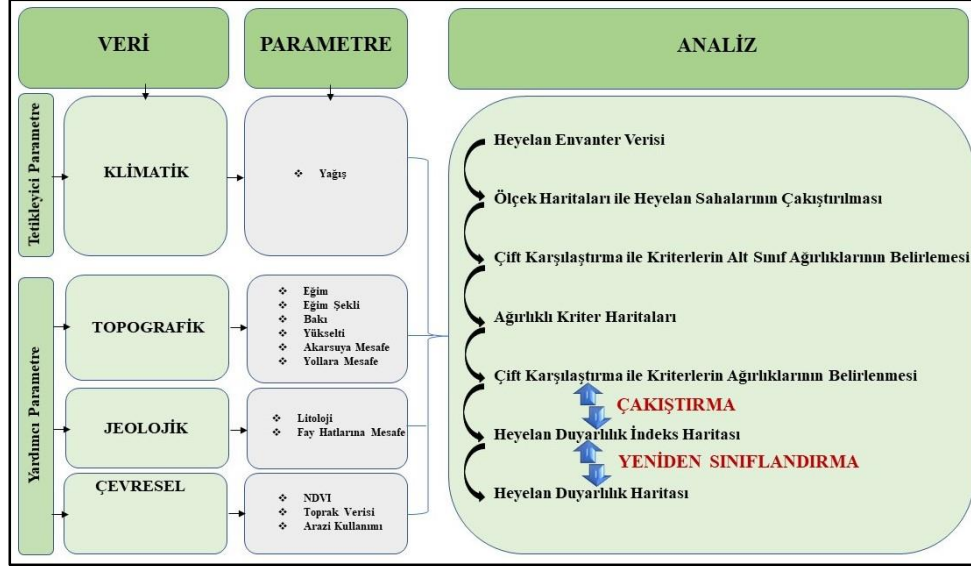 VERİ
PARAMETRE
ANALİZ
Tetikleyici Parametre
KLİMATİK
❖ Yağış
Yardımcı Parametre
TOPOGRAFİK
❖ Eğim
❖ Eğim Şekli
❖ Bakı
❖ Yükselti
❖ Akarsuya Mesafe
❖ Yollara Mesafe
JEOLOJİK
❖ Litoloji
❖ Fay Hatlarına Mesafe
ÇEVRESEL
❖ NDVI
❖ Toprak Verisi
❖ Arazi Kullanımı
Heyelan Envanter Verisi
Ölçek Haritaları ile Heyelan Sahalarının Çakıştırılması
Çift Karşılaştırma ile Kriterlerin Alt Sınıf Ağırlıklarının Belirlemesi
Ağırlıklı Kriter Haritaları
Çift Karşılaştırma ile Kriterlerin Ağırlıklarının Belirlenmesi
ÇAKIŞTIRMA
Heyelan Duyarlılık İndeks Haritası
YENİDEN SINIFLANDIRMA
Heyelan Duyarlılık Haritası